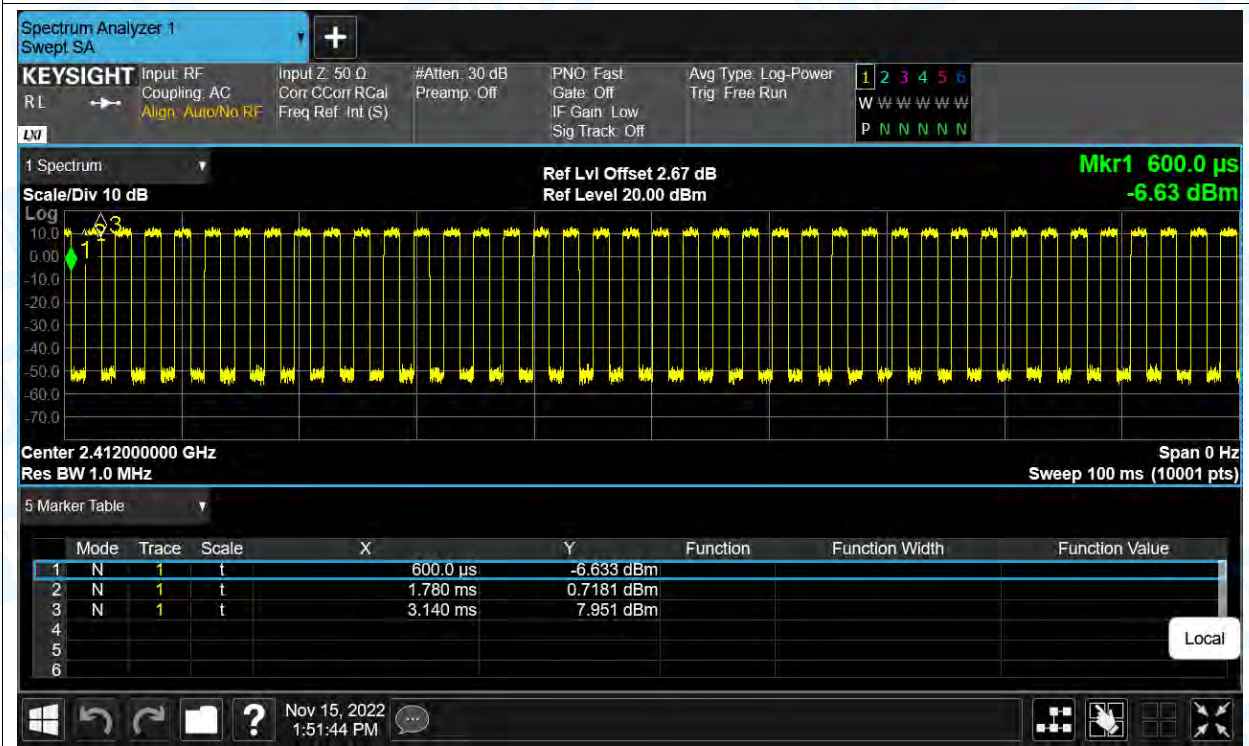 Spectrum Analyzer 1
Swept SA
+
KEYSIGHT Input: RF Input Z: 50 Ω #Atten: 30 dB PNO: Fast Avg Type: Log-Power 1 2 3 4 5 6
R L Coupling: AC Corr CCorr RCal Preamp: Off Gate: Off Trig: Free Run W W W W W W
Align: Auto/No RF Freq Ref: Int (S) IF Gain: Low
LXI Sig Track: Off P N N N N N
1 Spectrum Ref Lvl Offset 2.67 dB Mkr1 600.0 µs
Scale/Div 10 dB Ref Level 20.00 dBm -6.63 dBm
Log
3
10.0
1
0.00
-10.0
-20.0
-30.0
-40.0
-50.0
-60.0
-70.0
Center 2.412000000 GHz Span 0 Hz
Res BW 1.0 MHz Sweep 100 ms (10001 pts)
5 Marker Table
Mode Trace Scale X Y Function Function Width Function Value
1 N 1 t 600.0 µs -6.633 dBm
2 N 1 t 1.780 ms 0.7181 dBm
3 N 1 t 3.140 ms 7.951 dBm
4
5
6
Local
? Nov 15, 2022
1:51:44 PM